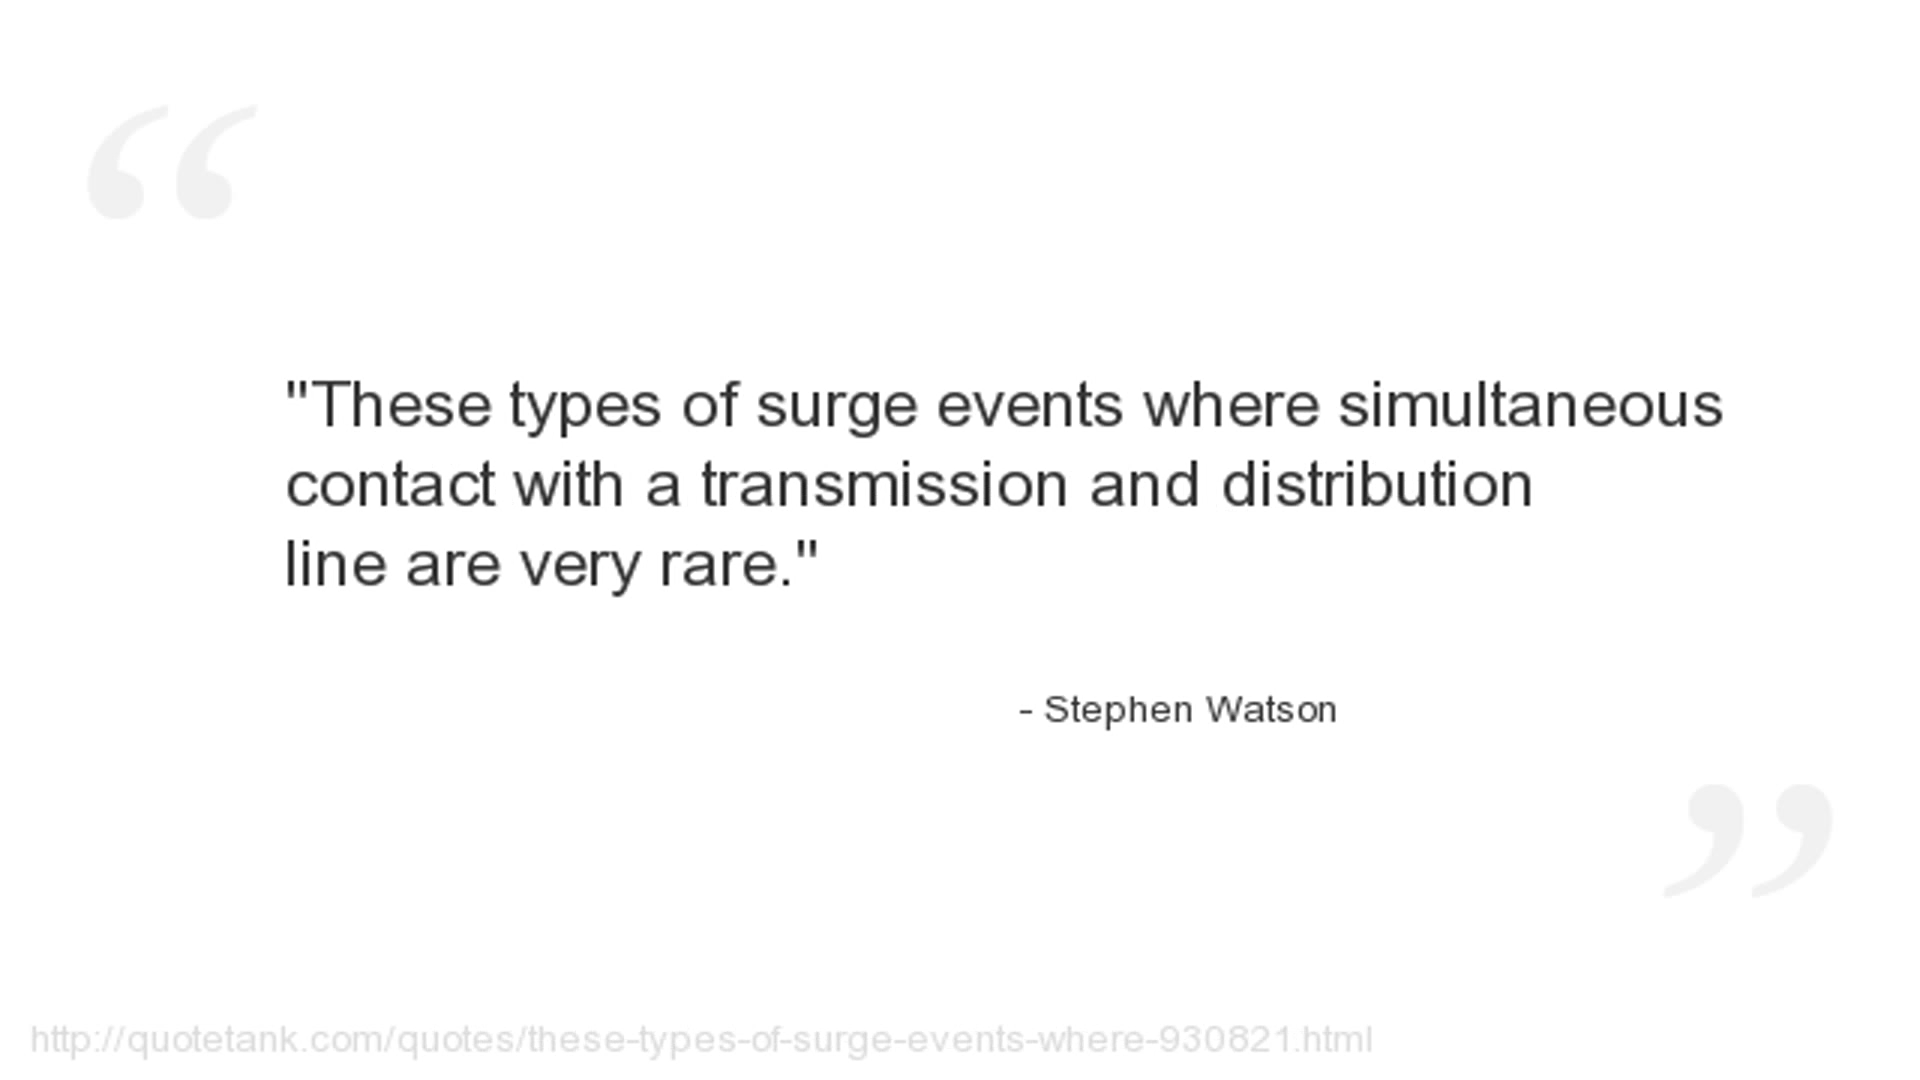 "These types of surge events where simultaneous
contact with a transmission and distribution
line are very rare."
- Stephen Watson
http://quotetank.com/quotes/these-types-of-surge-events-where-930821.html